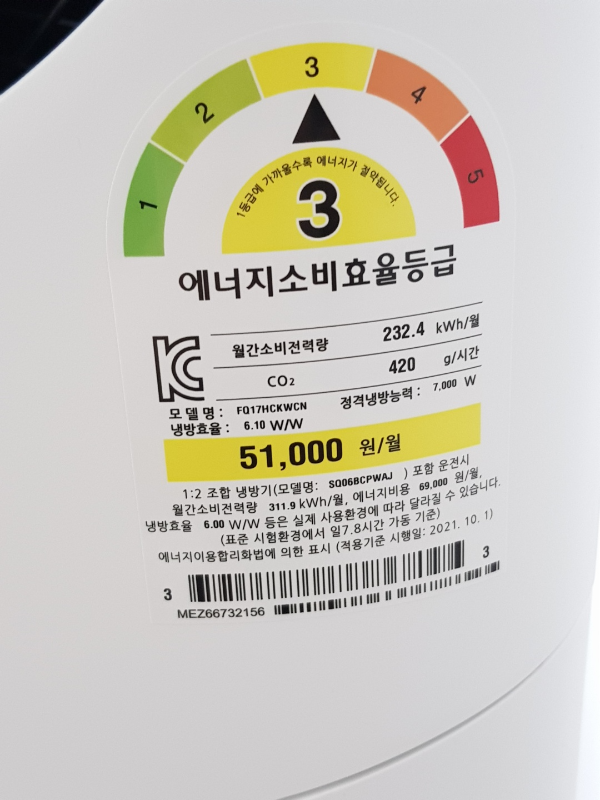 1 2 3 4 5
1등급에 가까울수록 에너지가 절약됩니다.
3
에너지소비효율등급
월간소비전력량 232.4 kWh/월
CO₂ 420 g/시간
모 델 명 : FQ17HCKWCN 정격냉방능력 : 7,000 W
냉방효율 : 6.10 W/W
51,000 원/월
1:2 조합 냉방기(모델명: SQ06BCPWAJ ) 포함 운전시
월간소비전력량 311.9 kWh/월, 에너지비용 69,000 원/월,
냉방효율 6.00 W/W 등은 실제 사용환경에 따라 달라질 수 있습니다.
(표준 시험환경에서 일7.8시간 가동 기준)
에너지이용합리화법에 의한 표시 (적용기준 시행일: 2021. 10. 1)
3 3
MEZ66732156